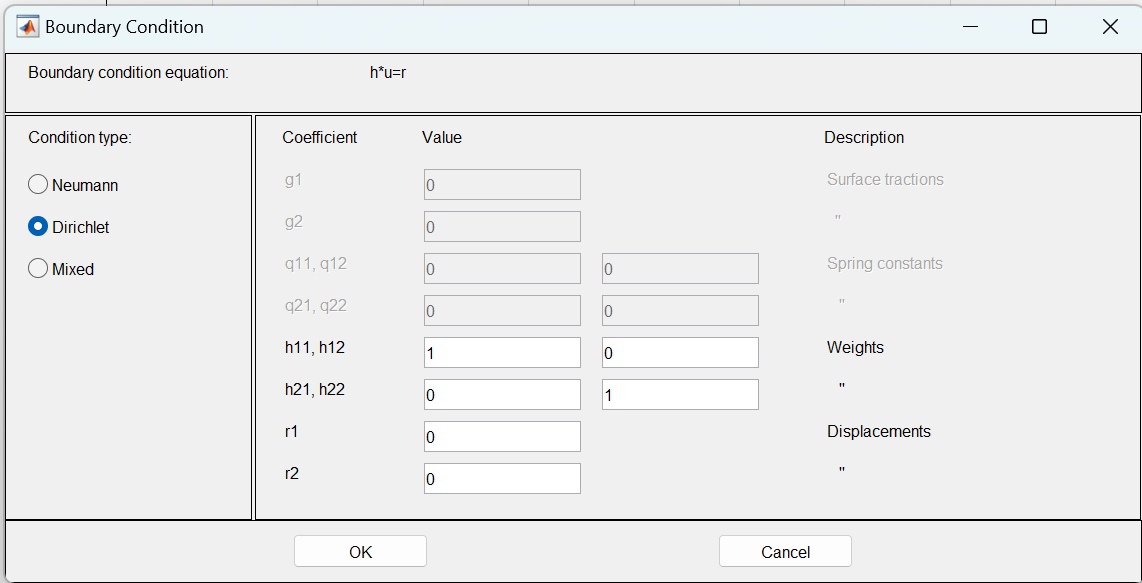 Boundary Condition
Boundary condition equation: h*u=r
Condition type:
Neumann
Dirichlet
Mixed
Coefficient Value Description
g1 0 Surface tractions
g2 0 "
q11, q12 0 0 Spring constants
q21, q22 0 0 "
h11, h12 1 0 Weights
h21, h22 0 1 "
r1 0 Displacements
r2 0 "
OK Cancel